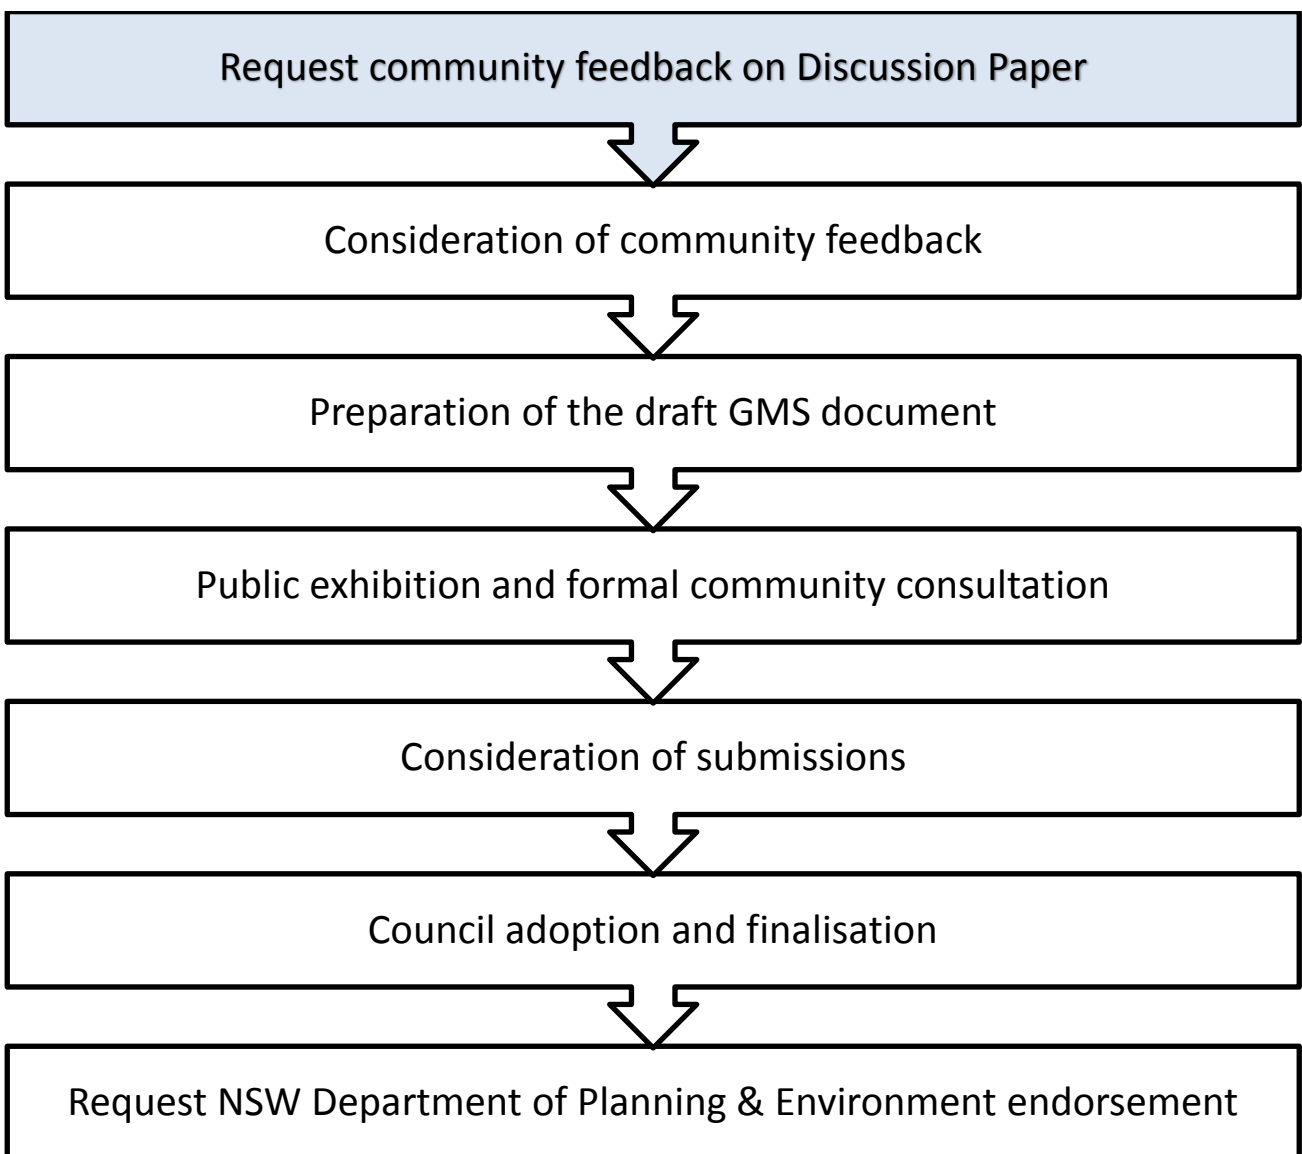 Request community feedback on Discussion Paper
Consideration of community feedback
Preparation of the draft GMS document
Public exhibition and formal community consultation
Consideration of submissions
Council adoption and finalisation
Request NSW Department of Planning & Environment endorsement